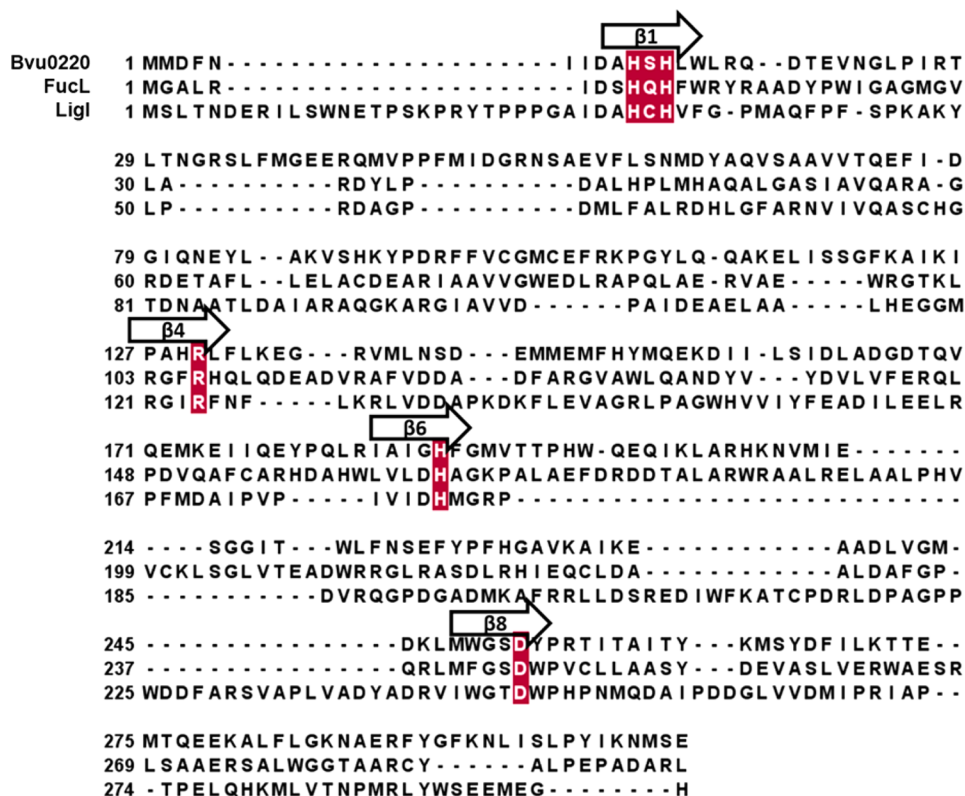 β1
Bvu0220 1 MMDFN---------------------IIDAHSHLWLRQ--DTEVNGLPIRT
FucL 1 MGALR----------------------IDSHQHFWRYRAADYPWIGAGMGV
LigI 1 MSLTNDERILSWNETPSKPRYTPPPGAIDAHCHVFG-PMAQFPF-SPKAKY
29 LTNGRSLFMGEERQMVPPFMIDGRNSAEVFLSNMDYAQVSAAVVTQEFI-D
30 LA----------RDYLP----------DALHPLMHAQALGASIAVQARA-G
50 LP----------RDAGP----------DMLFALRDHLGFARNVIVQASCHG
79 GIQNEYL--AKVSHKYPDRFFVCGMCEFRKPGYLQ-QAKELISSGFKAIKI
60 RDETAFL--LELACDEARIAAVVGWEDLRAPQLAE-RVAE-----WRGTKL
81 TDNAATLDAIARAQGKARGIAVVD------PAIDEAELAA-----LHEGGM
β4
127 PAHRLFLKEG---RVMLNSD---EMMEMFHYMQEKDII-LSIDLADGDTQV
103 RGFRHQLQDEADVRAFVDDA---DFARGVAWLQANDYV---YDVLVFERQL
121 RGIRFNF-----LKRLVDDAPKDKFLEVAGRLPAGWHVVIYFEADILEELR
β6
171 QEMKEIIQEYPQLRIAIGHFGMVTTPHW-QEQIKLARHKNVMIE-------
148 PDVQAFCARHDAHWLVLDHAGKPALAEFDRDDTALARWRAALRELAALPHV
167 PFMDAIPVP-----IVIDHMGRP----------------------------
214 ----SGGIT---WLFNSEFYPFHGAVKAIKE------------AADLVGM-
199 VCKLSGLVTEADWRRGLRASDLRHIEQCLDA------------ALDAFGP-
185 -----------DVRQGPDGADMKAFRRLLDSREDIWFKATCPDRLDPAGPP
β8
245 ----------------DKLMWGSDYPRTITAITY---KMSYDFILKTTE--
237 ----------------QRLMFGSDWPVCLLAASY---DEVASLVERWAESR
225 WDDFARSVAPLVADYADRVIWGTDWPHPNMQDAIPDDGLVVDMIPRIAP--
275 MTQEEKALFLGKNAERFYGFKNLISLPYIKNMSE
269 LSAAERSALWGGTAARCY------ALPEPADARL
274 -TPELQHKMLVTNPMRLYWSEEMEG--------H